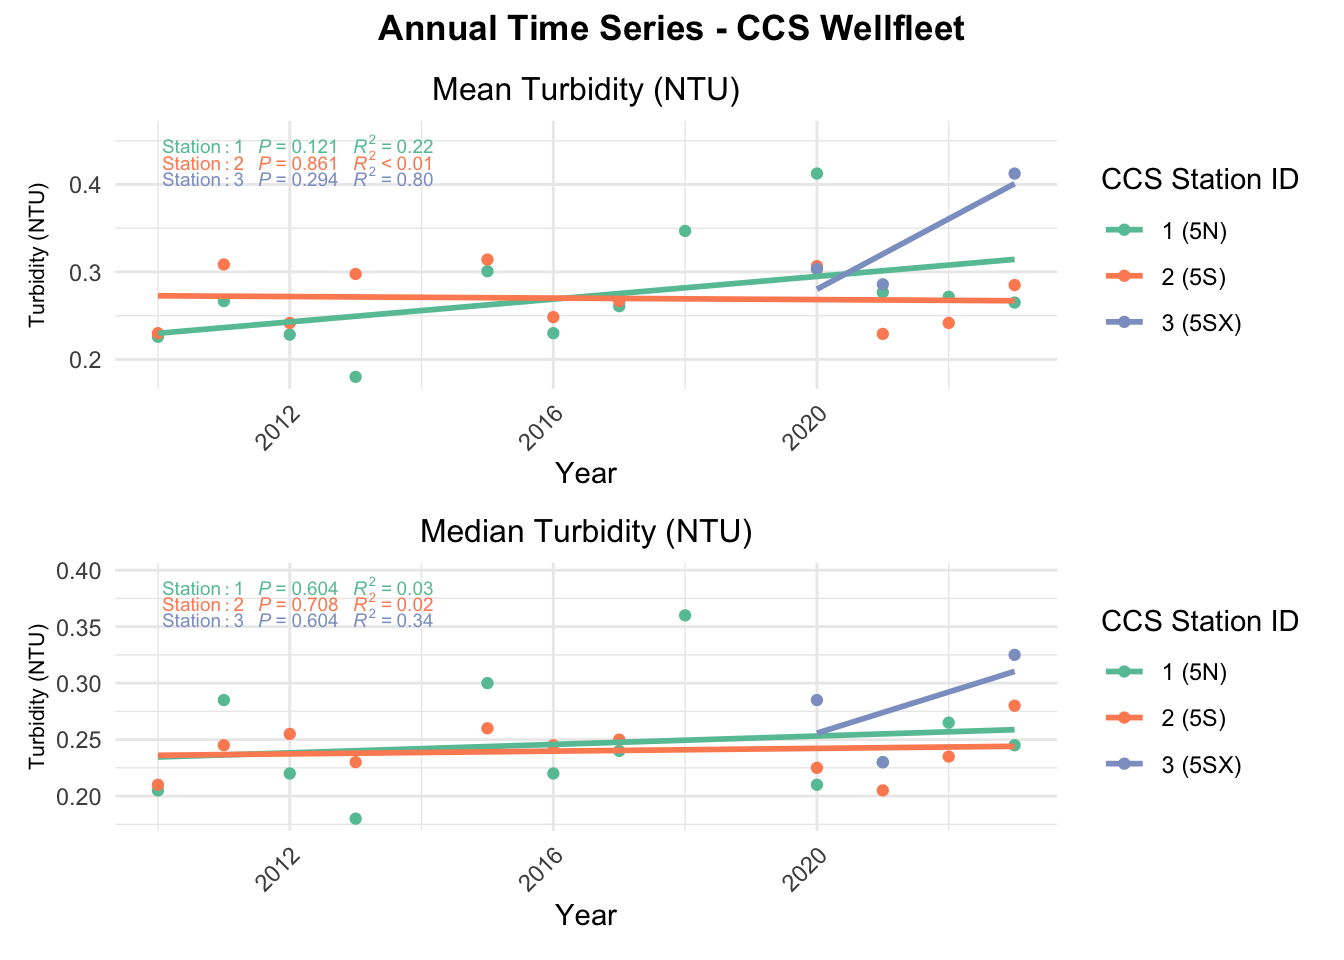 Annual Time Series - CCS Wellfleet
Mean Turbidity (NTU)
Station: 1 P = 0.121 R² = 0.22
Station: 2 P = 0.861 R² < 0.01
Station: 3 P = 0.294 R² = 0.80
Turbidity (NTU)
0.4
0.3
0.2
2012 2016 2020
Year
CCS Station ID
1 (5N)
2 (5S)
3 (5SX)
Median Turbidity (NTU)
Station: 1 P = 0.604 R² = 0.03
Station: 2 P = 0.708 R² = 0.02
Station: 3 P = 0.604 R² = 0.34
Turbidity (NTU)
0.40
0.35
0.30
0.25
0.20
2012 2016 2020
Year
CCS Station ID
1 (5N)
2 (5S)
3 (5SX)